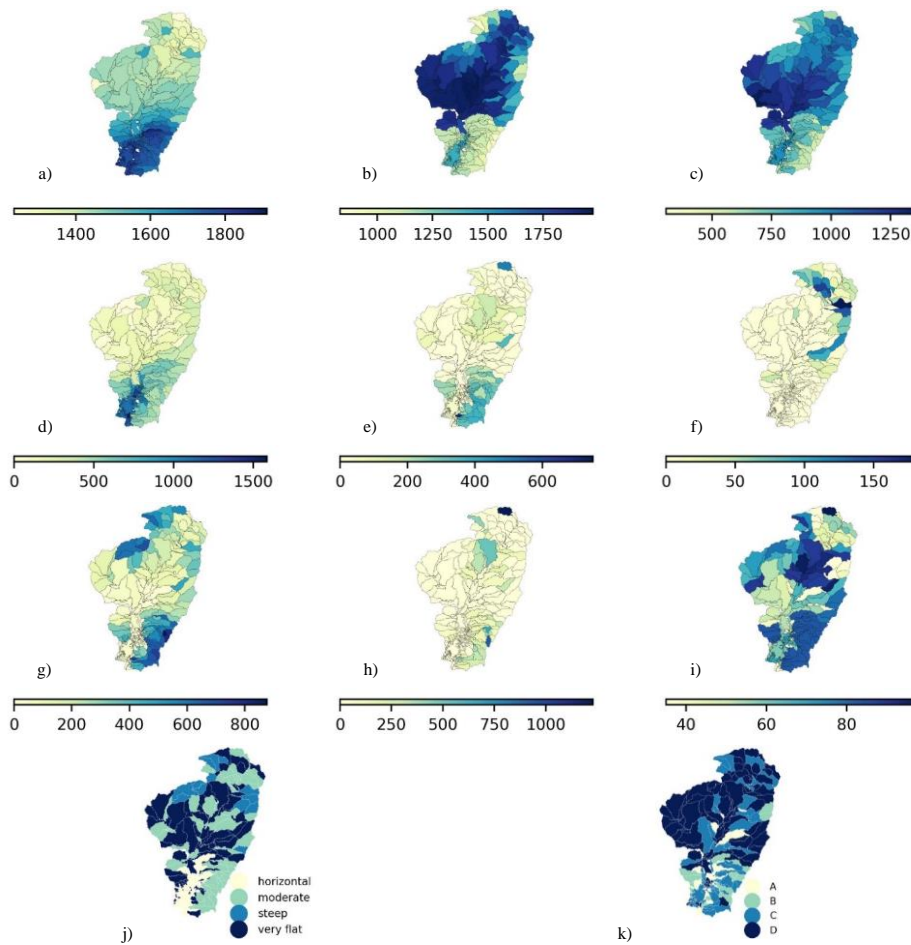 a) b) c)
1400 1600 1800 1000 1250 1500 1750 500 750 1000 1250
d) e) f)
0 500 1000 1500 0 200 400 600 0 50 100 150
g) h) i)
0 200 400 600 800 0 250 500 750 1000 40 60 80
horizontal
moderate
steep
very flat
j)
A
B
C
D
k)